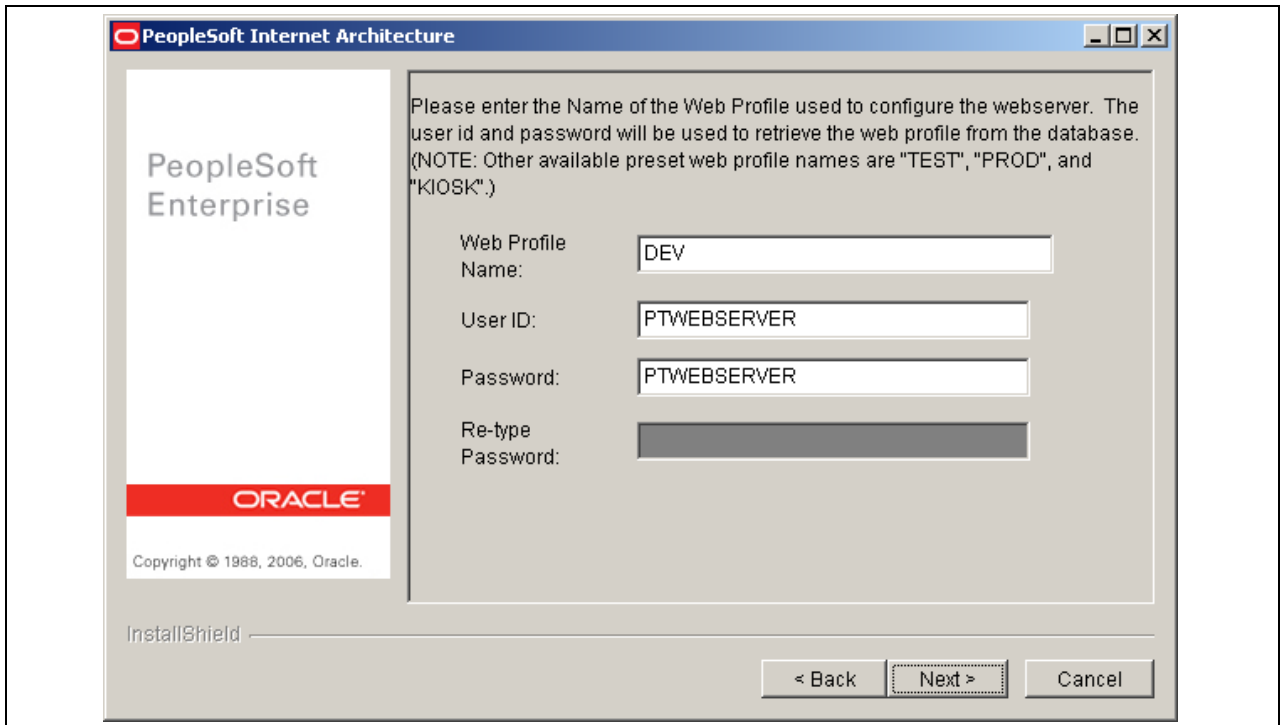 PeopleSoft Internet Architecture
PeopleSoft
Enterprise
ORACLE
Copyright © 1988, 2006, Oracle.
Please enter the Name of the Web Profile used to configure the webserver. The
user id and password will be used to retrieve the web profile from the database.
(NOTE: Other available preset web profile names are "TEST", "PROD", and
"KIOSK".)
Web Profile
Name:
DEV
User ID:
PTWEBSERVER
Password:
PTWEBSERVER
Re-type
Password:
InstallShield
< Back
Next >
Cancel